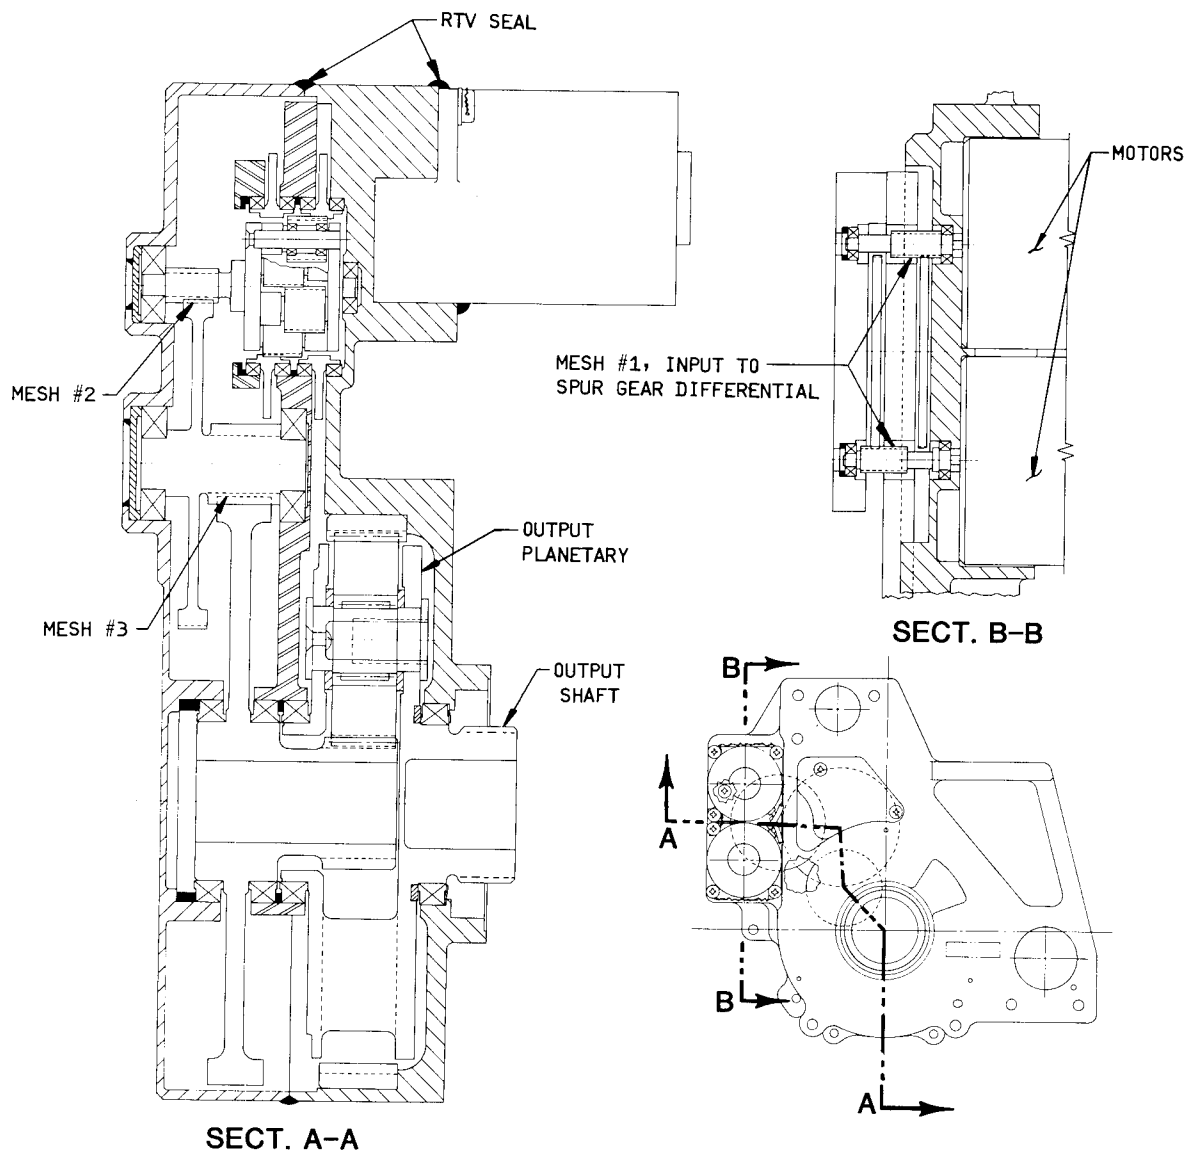 RTV SEAL
MOTORS
MESH #2
MESH #1, INPUT TO
SPUR GEAR DIFFERENTIAL
OUTPUT
PLANETARY
MESH #3
SECT. B-B
OUTPUT
SHAFT
B
A
B
A
SECT. A-A